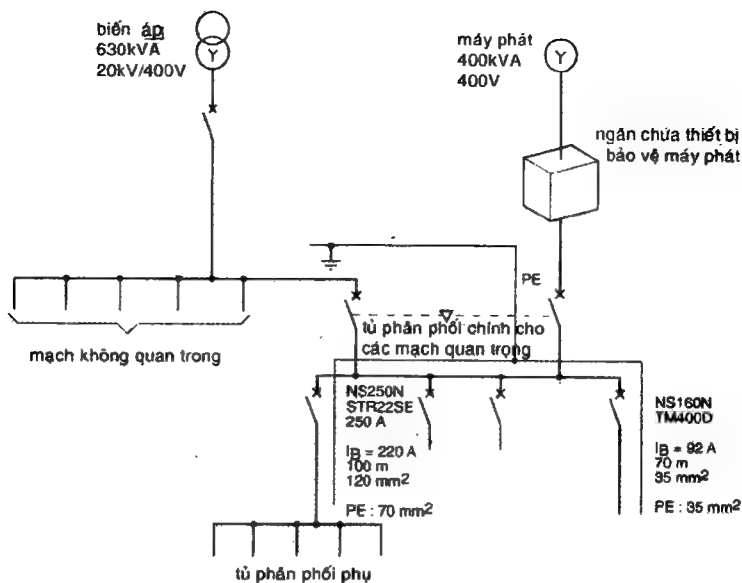 biến áp
630kVA
20kV/400V
Y
máy phát
400kVA
400V
Y
ngăn chứa thiết bị
bảo vệ máy phát
PE
mạch không quan trong
tủ phân phối chính cho
các mạch quan trọng
NS250N
STR22SE
250 A
IB = 220 A
100 m
120 mm2
PE : 70 mm2
NS160N
TM400D
IB = 92 A
70 m
35 mm2
PE : 35 mm2
tủ phân phối phụ